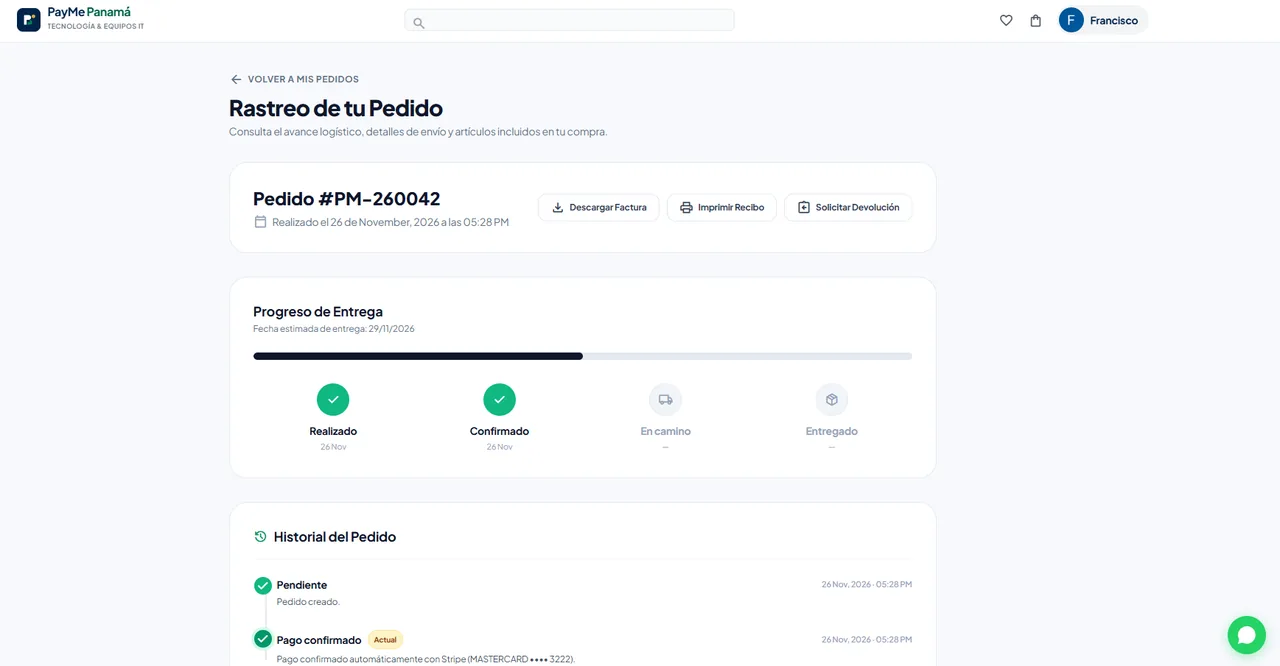 PayMe Panamá
TECNOLOGÍA & EQUIPOS IT
F Francisco
VOLVER A MIS PEDIDOS
Rastreo de tu Pedido
Consulta el avance logístico, detalles de envío y artículos incluidos en tu compra.
Pedido #PM-260042
Realizado el 26 de November, 2026 a las 05:28 PM
Descargar Factura
Imprimir Recibo
Solicitar Devolución
Progreso de Entrega
Fecha estimada de entrega: 29/11/2026
Realizado
26 Nov
Confirmado
26 Nov
En camino
—
Entregado
—
Historial del Pedido
Pendiente
26 Nov, 2026 · 05:28 PM
Pedido creado.
Pago confirmado Actual
26 Nov, 2026 · 05:28 PM
Pago confirmado automáticamente con Stripe (MASTERCARD •••• 3222).